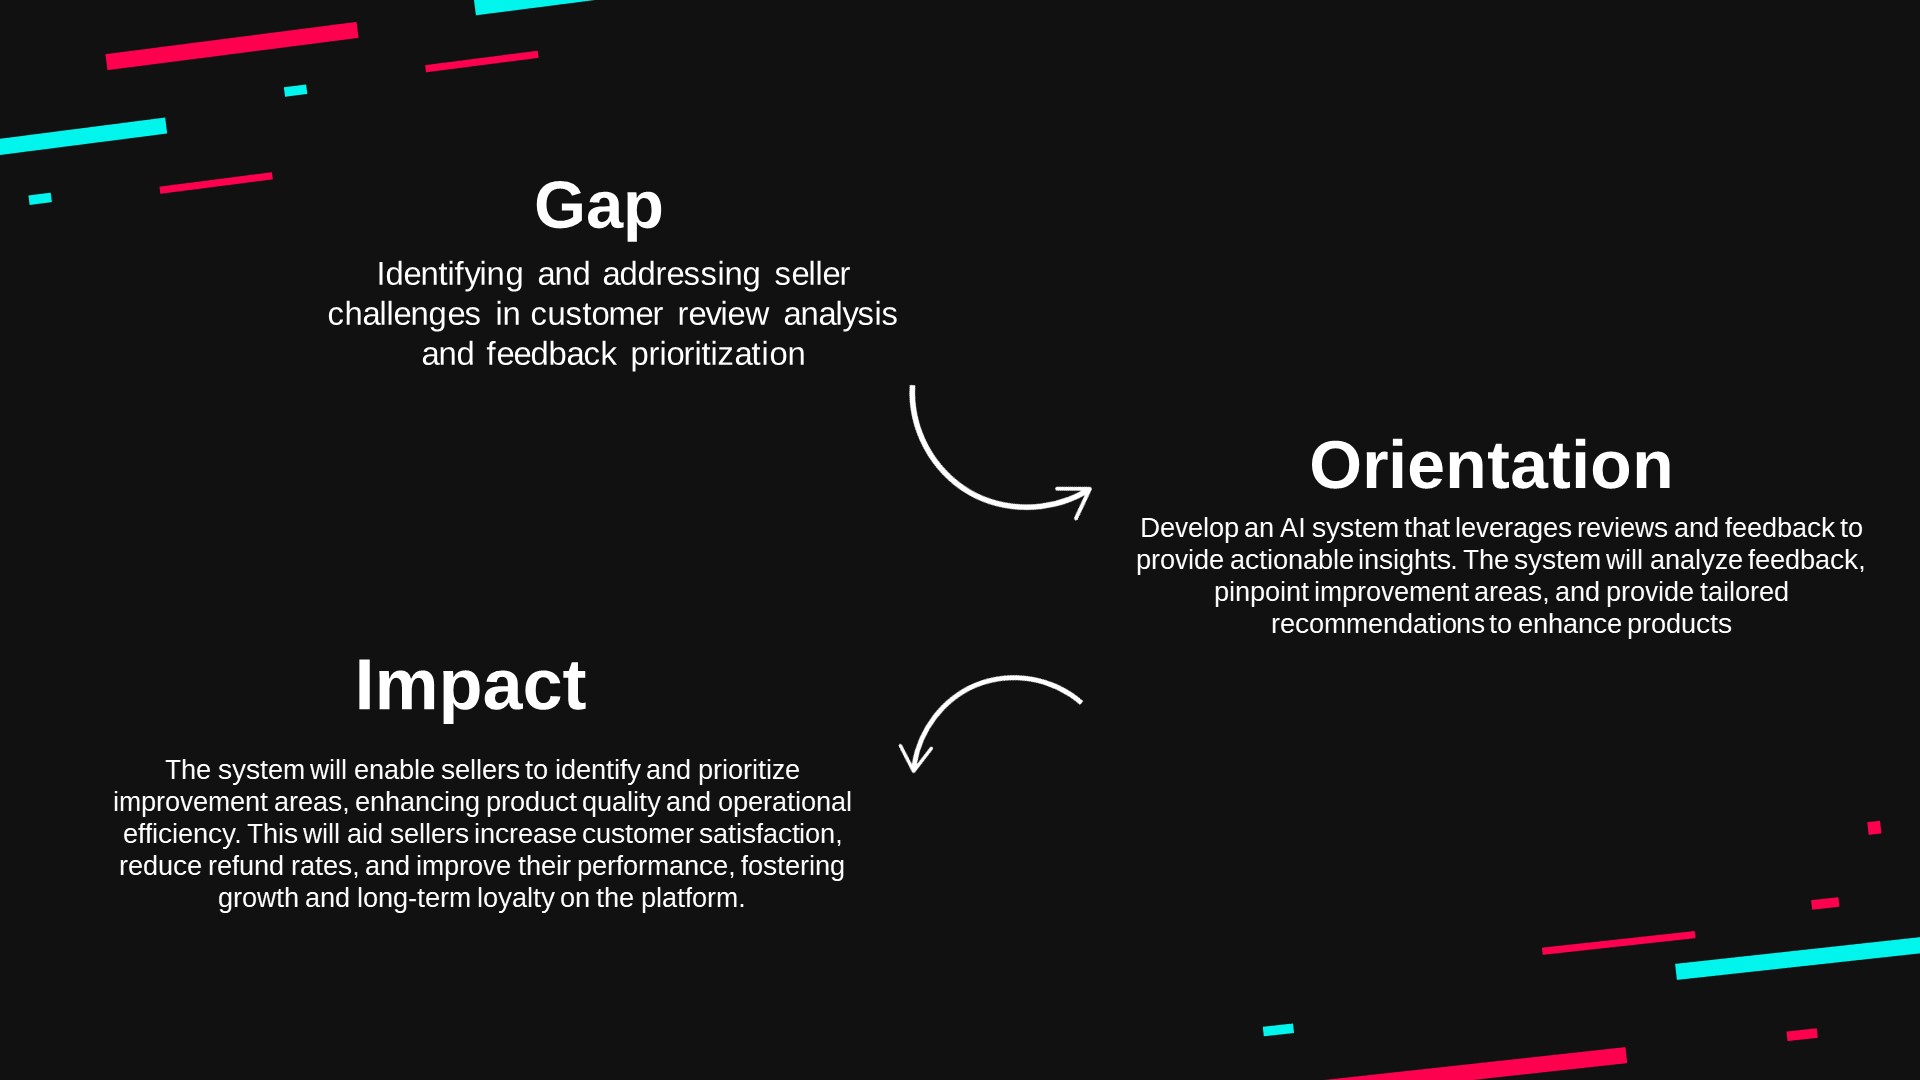 Gap
Identifying and addressing seller
challenges in customer review analysis
and feedback prioritization
Orientation
Develop an AI system that leverages reviews and feedback to
provide actionable insights. The system will analyze feedback,
pinpoint improvement areas, and provide tailored
recommendations to enhance products
Impact
The system will enable sellers to identify and prioritize
improvement areas, enhancing product quality and operational
efficiency. This will aid sellers increase customer satisfaction,
reduce refund rates, and improve their performance, fostering
growth and long-term loyalty on the platform.